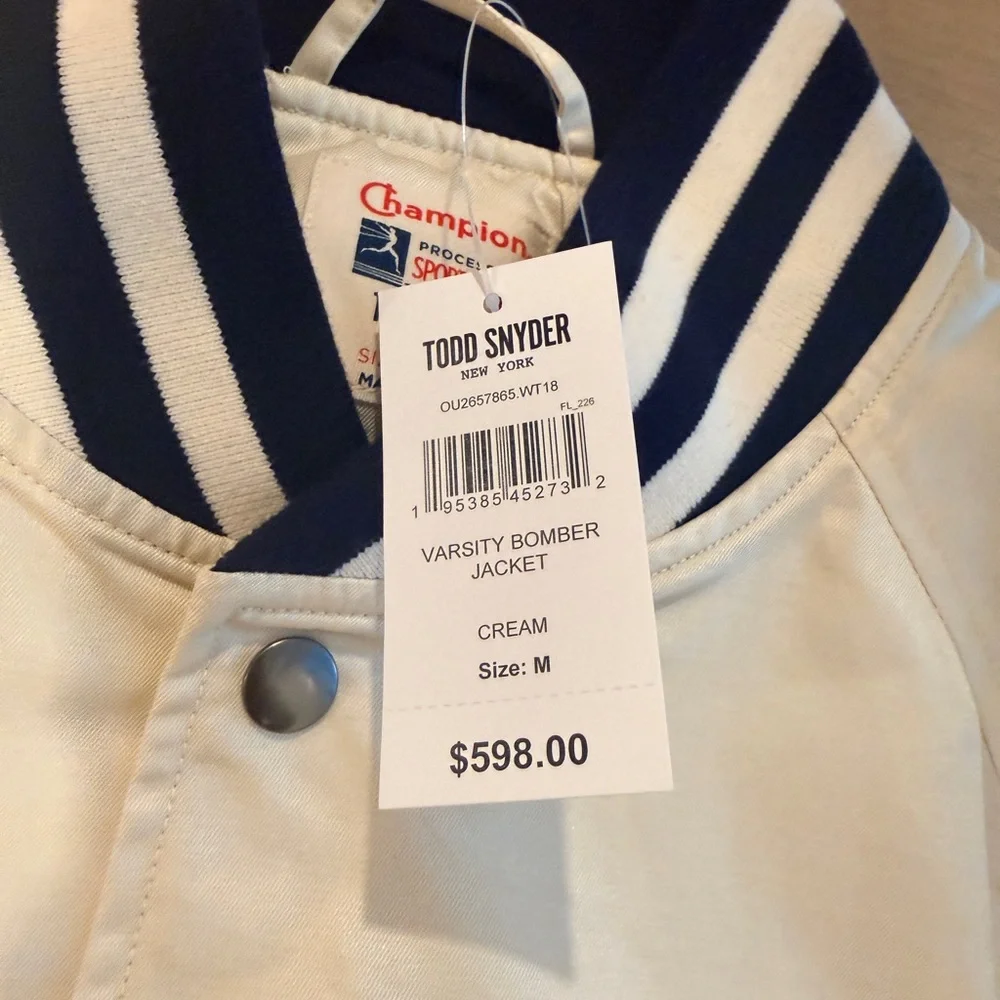 Champion
TODD SNYDER
NEW YORK
OU2657865.WT18
FL_226
1 95385 45273 2
VARSITY BOMBER
JACKET
CREAM
Size: M
$598.00